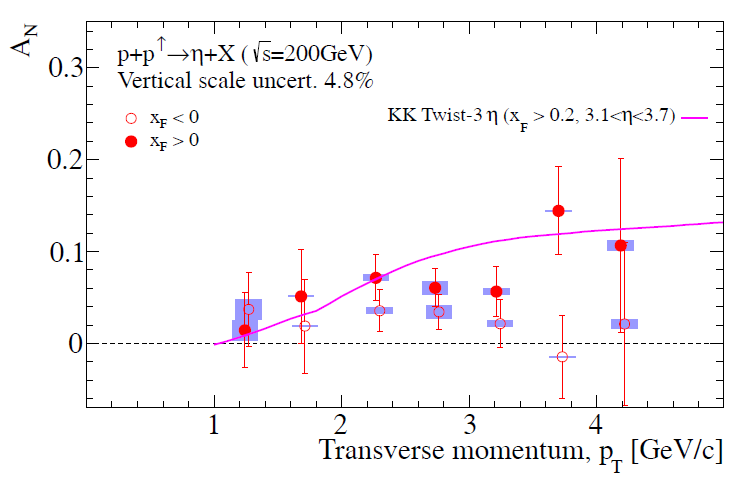 A_N
p+p↑→η+X (√s=200GeV)
Vertical scale uncert. 4.8%
x_F < 0
x_F > 0
KK Twist-3 η (x_F > 0.2, 3.1<η<3.7)
0.3
0.2
0.1
0
1 2 3 4
Transverse momentum, p_T [GeV/c]